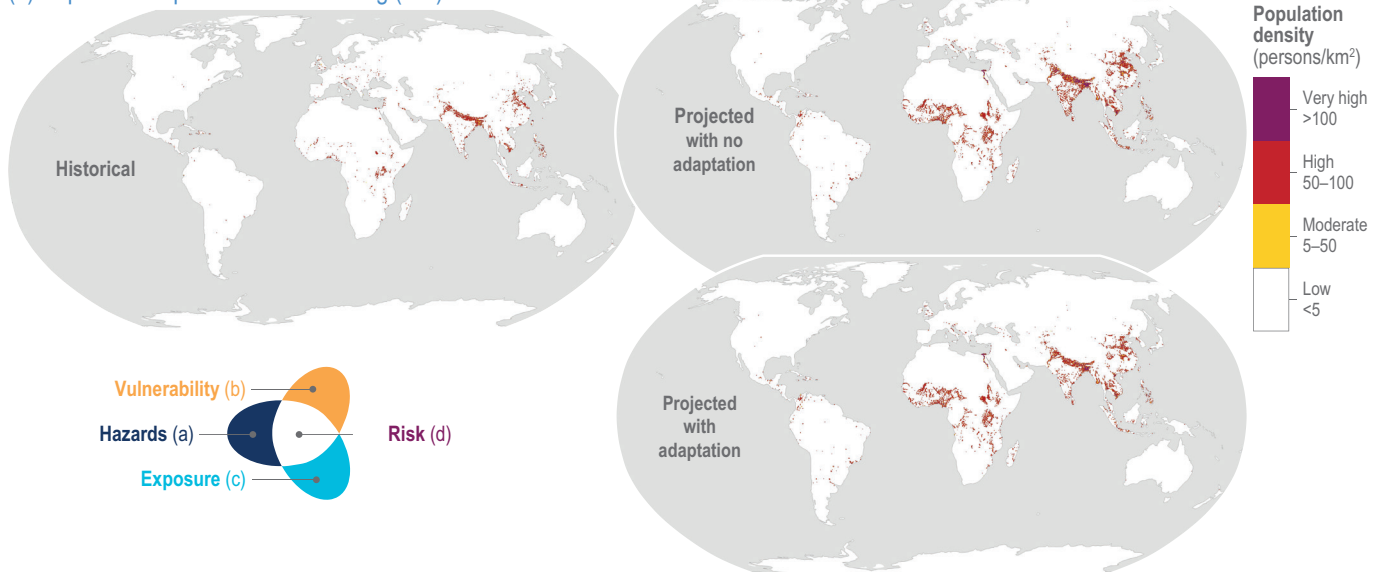 Historical
Projected
with no
adaptation
Population
density
(persons/km²)
Very high
>100
High
50–100
Moderate
5–50
Low
<5
Vulnerability (b)
Hazards (a)
Risk (d)
Exposure (c)
Projected
with
adaptation